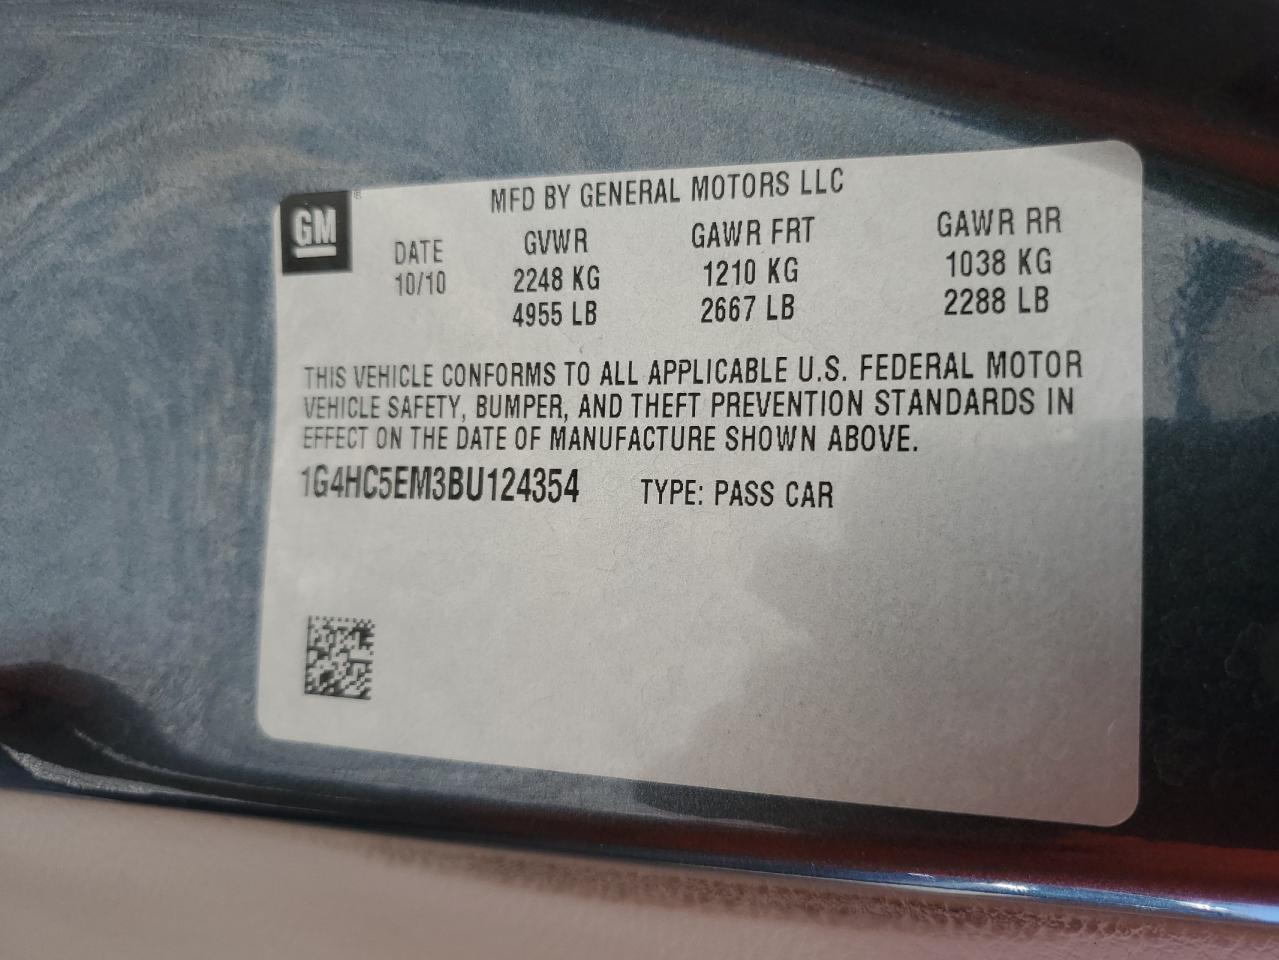 MFD BY GENERAL MOTORS LLC
GM
DATE GVWR GAWR FRT GAWR RR
10/10 2248 KG 1210 KG 1038 KG
4955 LB 2667 LB 2288 LB
THIS VEHICLE CONFORMS TO ALL APPLICABLE U.S. FEDERAL MOTOR
VEHICLE SAFETY, BUMPER, AND THEFT PREVENTION STANDARDS IN
EFFECT ON THE DATE OF MANUFACTURE SHOWN ABOVE.
1G4HC5EM3BU124354 TYPE: PASS CAR